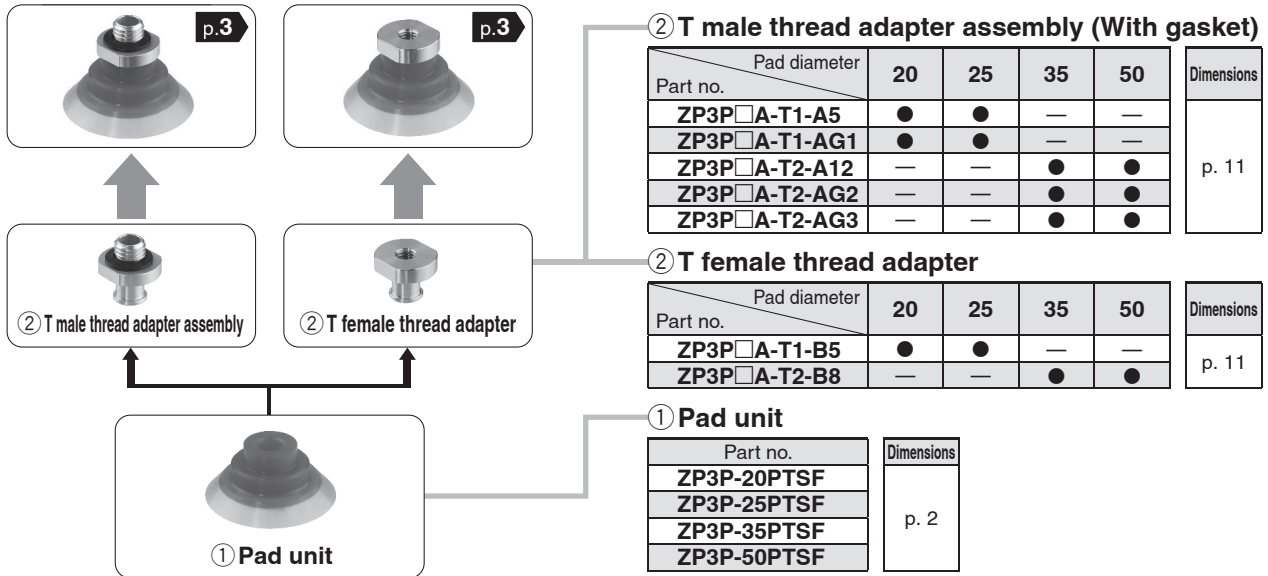 p.3
p.3
② T male thread adapter assembly
② T female thread adapter
① Pad unit
② T male thread adapter assembly (With gasket)
Part no. Pad diameter 20 25 35 50 Dimensions
ZP3P□A-T1-A5 ● ● — —
ZP3P□A-T1-AG1 ● ● — —
ZP3P□A-T2-A12 — — ● ●
ZP3P□A-T2-AG2 — — ● ●
ZP3P□A-T2-AG3 — — ● ●
p. 11
② T female thread adapter
Part no. Pad diameter 20 25 35 50 Dimensions
ZP3P□A-T1-B5 ● ● — —
ZP3P□A-T2-B8 — — ● ●
p. 11
① Pad unit
Part no. Dimensions
ZP3P-20PTSF
ZP3P-25PTSF
ZP3P-35PTSF
ZP3P-50PTSF
p. 2